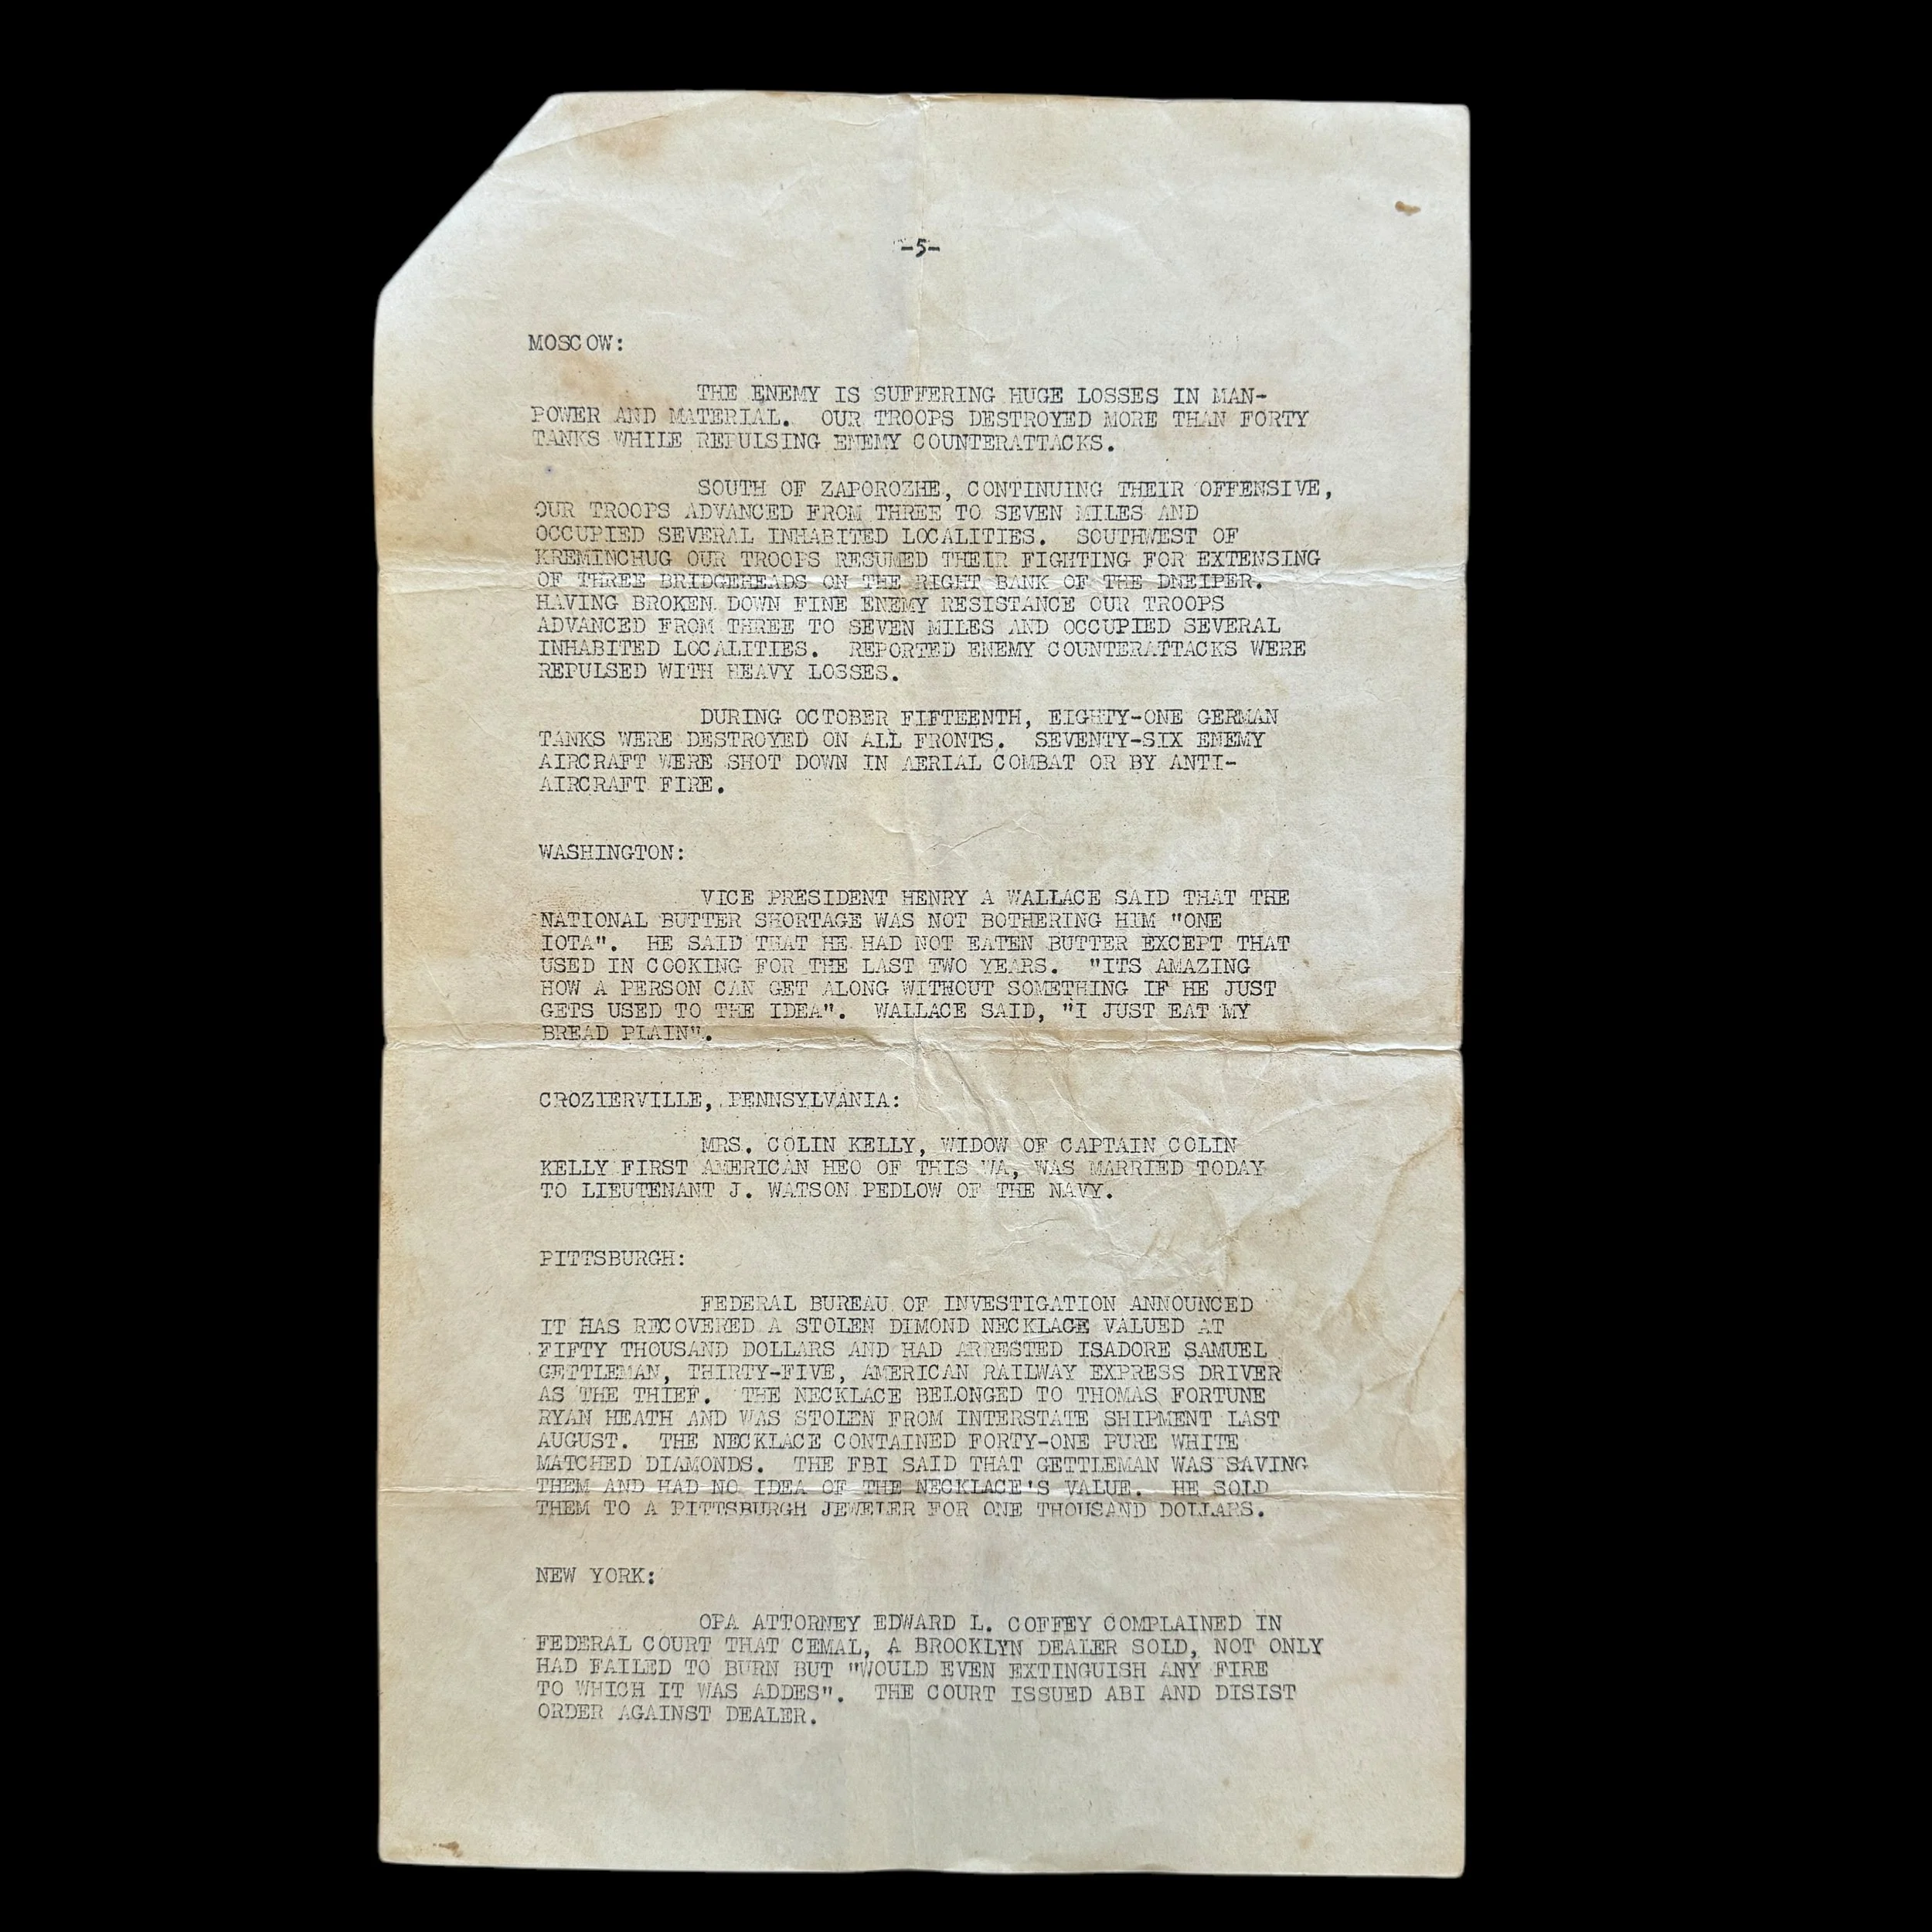 -5-
MOSCOW:
THE ENEMY IS SUFFERING HUGE LOSSES IN MAN-
POWER AND MATERIAL. OUR TROOPS DESTROYED MORE THAN FORTY
TANKS WHILE REPULSING ENEMY COUNTERATTACKS.
SOUTH OF ZAPOROZHE, CONTINUING THEIR OFFENSIVE,
OUR TROOPS ADVANCED FROM THREE TO SEVEN MILES AND
OCCUPIED SEVERAL INHABITED LOCALITIES. SOUTHWEST OF
KREMINCHUG OUR TROOPS RESUMED THEIR FIGHTING FOR EXTENSING
OF THREE BRIDGEHEADS ON THE RIGHT BANK OF THE DNEIPER.
HAVING BROKEN DOWN FINE ENEMY RESISTANCE OUR TROOPS
ADVANCED FROM THREE TO SEVEN MILES AND OCCUPIED SEVERAL
INHABITED LOCALITIES. REPORTED ENEMY COUNTERATTACKS WERE
REPULSED WITH HEAVY LOSSES.
DURING OCTOBER FIFTEENTH, EIGHTY-ONE GERMAN
TANKS WERE DESTROYED ON ALL FRONTS. SEVENTY-SIX ENEMY
AIRCRAFT WERE SHOT DOWN IN AERIAL COMBAT OR BY ANTI-
AIRCRAFT FIRE.
WASHINGTON:
VICE PRESIDENT HENRY A WALLACE SAID THAT THE
NATIONAL BUTTER SHORTAGE WAS NOT BOTHERING HIM "ONE
IOTA". HE SAID THAT HE HAD NOT EATEN BUTTER EXCEPT THAT
USED IN COOKING FOR THE LAST TWO YEARS. "ITS AMAZING
HOW A PERSON CAN GET ALONG WITHOUT SOMETHING IF HE JUST
GETS USED TO THE IDEA". WALLACE SAID, "I JUST EAT MY
BREAD PLAIN".
CROZIERVILLE, PENNSYLVANIA:
MRS. COLIN KELLY, WIDOW OF CAPTAIN COLIN
KELLY FIRST AMERICAN HEO OF THIS WA, WAS MARRIED TODAY
TO LIEUTENANT J. WATSON PEDLOW OF THE NAVY.
PITTSBURGH:
FEDERAL BUREAU OF INVESTIGATION ANNOUNCED
IT HAS RECOVERED A STOLEN DIMOND NECKLACE VALUED AT
FIFTY THOUSAND DOLLARS AND HAD ARRESTED ISADORE SAMUEL
GETTLEMAN, THIRTY-FIVE, AMERICAN RAILWAY EXPRESS DRIVER
AS THE THIEF. THE NECKLACE BELONGED TO THOMAS FORTUNE
RYAN HEATH AND WAS STOLEN FROM INTERSTATE SHIPMENT LAST
AUGUST. THE NECKLACE CONTAINED FORTY-ONE PURE WHITE
MATCHED DIAMONDS. THE FBI SAID THAT GETTLEMAN WAS SAVING
THEM AND HAD NO IDEA OF THE NECKLACE'S VALUE. HE SOLD
THEM TO A PITTSBURGH JEWELER FOR ONE THOUSAND DOLLARS.
NEW YORK:
OPA ATTORNEY EDWARD L. COFFEY COMPLAINED IN
FEDERAL COURT THAT CEMAL, A BROOKLYN DEALER SOLD, NOT ONLY
HAD FAILED TO BURN BUT "WOULD EVEN EXTINGUISH ANY FIRE
TO WHICH IT WAS ADDES". THE COURT ISSUED ABI AND DISIST
ORDER AGAINST DEALER.